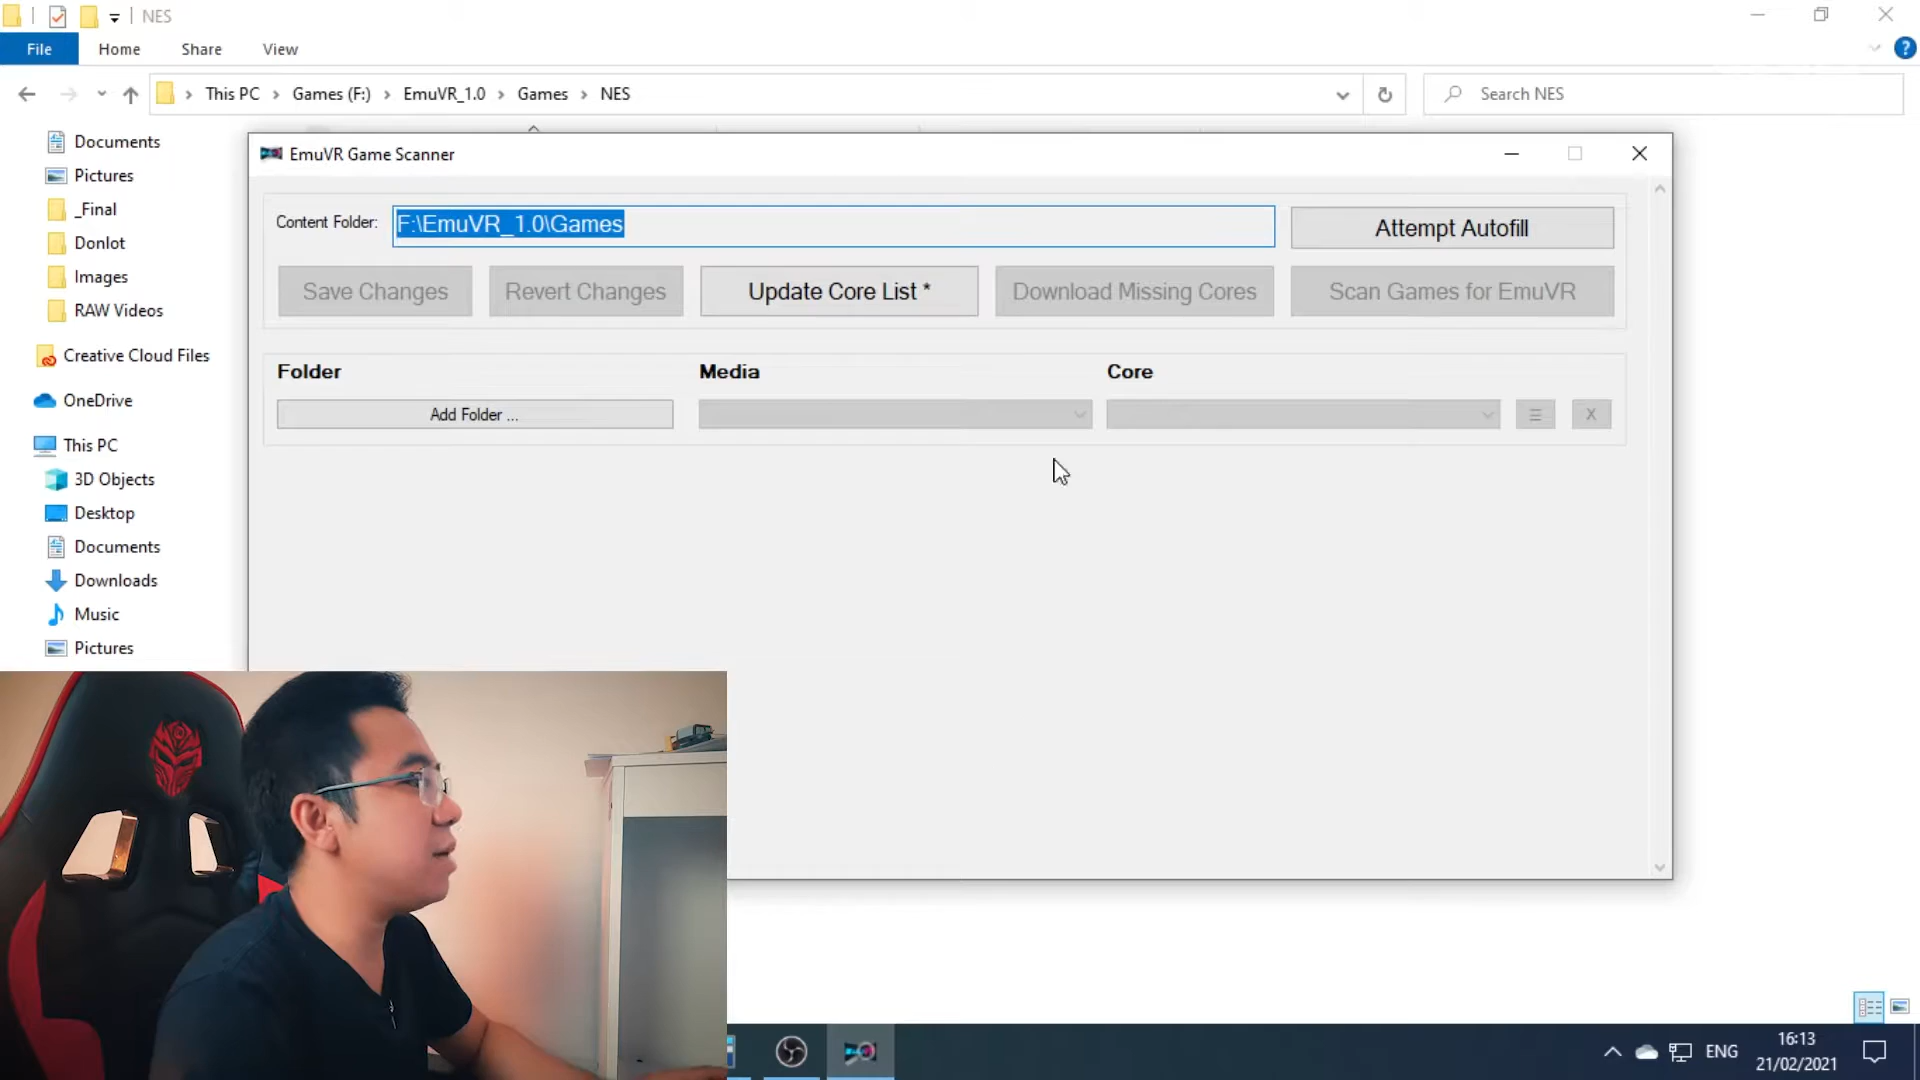 NES
File Home Share View
This PC Games (F:) EmuVR_1.0 Games NES
Search NES
Documents
Pictures
_Final
Donlot
Images
RAW Videos
Creative Cloud Files
OneDrive
This PC
3D Objects
Desktop
Documents
Downloads
Music
Pictures
EmuVR Game Scanner
Content Folder: F:\EmuVR_1.0\Games Attempt Autofill
Save Changes Revert Changes Update Core List * Download Missing Cores Scan Games for EmuVR
Folder Media Core
Add Folder ... X
ENG
16:13
21/02/2021